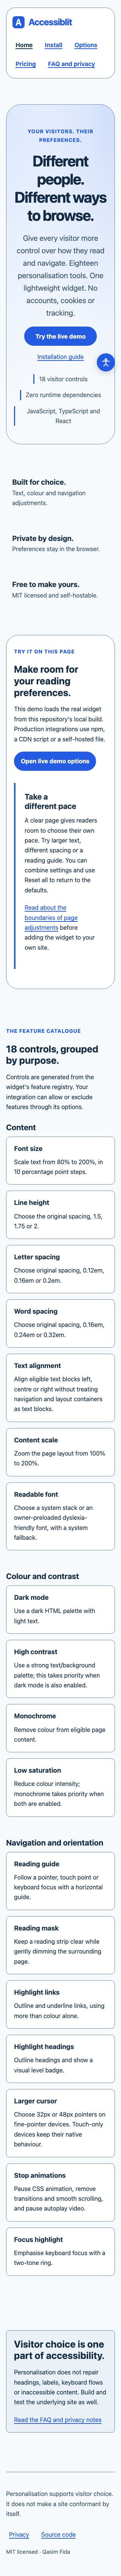 A Accessiblit
Home Install Options
Pricing FAQ and privacy
YOUR VISITORS. THEIR
PREFERENCES.
Different
people.
Different ways
to browse.
Give every visitor more
control over how they read
and navigate. Eighteen
personalisation tools. One
lightweight widget. No
accounts, cookies or
tracking.
Try the live demo
Installation guide
18 visitor controls
Zero runtime dependencies
JavaScript, TypeScript and
React
Built for choice.
Text, colour and navigation
adjustments.
Private by design.
Preferences stay in the browser.
Free to make yours.
MIT licensed and self-hostable.
TRY IT ON THIS PAGE
Make room for
your reading
preferences.
This demo loads the real widget
from this repository's local build.
Production integrations use npm,
a CDN script or a self-hosted file.
Open live demo options
Take a
different pace
A clear page gives readers
room to choose their own
pace. Try larger text,
different spacing or a
reading guide. You can
combine settings and use
Reset all to return to the
defaults.
Read about the
boundaries of page
adjustments before
adding the widget to your
own site.
THE FEATURE CATALOGUE
18 controls, grouped
by purpose.
Controls are generated from the
widget's feature registry. Your
integration can allow or exclude
features through its options.
Content
Font size
Scale text from 80% to 200%, in
10 percentage point steps.
Line height
Choose the original spacing, 1.5,
1.75 or 2.
Letter spacing
Choose original spacing, 0.12em,
0.16em or 0.2em.
Word spacing
Choose original spacing, 0.16em,
0.24em or 0.32em.
Text alignment
Align eligible text blocks left,
centre or right without treating
navigation and layout containers
as text blocks.
Content scale
Zoom the page layout from 100%
to 200%.
Readable font
Choose a system stack or an
owner-preloaded dyslexia-
friendly font, with a system
fallback.
Colour and contrast
Dark mode
Use a dark HTML palette with
light text.
High contrast
Use a strong text/background
palette; this takes priority when
dark mode is also enabled.
Monochrome
Remove colour from eligible page
content.
Low saturation
Reduce colour intensity;
monochrome takes priority when
both are enabled.
Navigation and orientation
Reading guide
Follow a pointer, touch point or
keyboard focus with a horizontal
guide.
Reading mask
Keep a reading strip clear while
gently dimming the surrounding
page.
Highlight links
Outline and underline links, using
more than colour alone.
Highlight headings
Outline headings and show a
visual level badge.
Larger cursor
Choose 32px or 48px pointers on
fine-pointer devices. Touch-only
devices keep their native
behaviour.
Stop animations
Pause CSS animation, remove
transitions and smooth scrolling,
and pause autoplay video.
Focus highlight
Emphasise keyboard focus with a
two-tone ring.
Visitor choice is one
part of accessibility.
Personalisation does not repair
headings, labels, keyboard flows
or inaccessible content. Build and
test the underlying site as well.
Read the FAQ and privacy notes
Personalisation supports visitor choice.
It does not make a site conformant by
itself.
Privacy Source code
MIT licensed · Qasim Fida